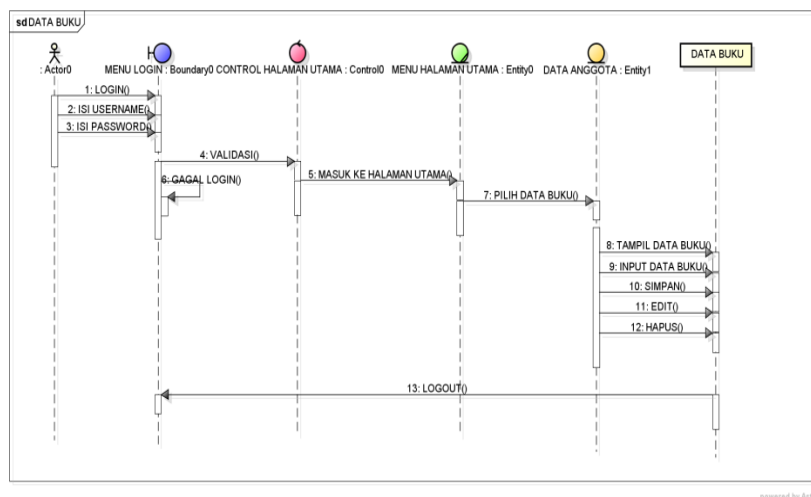 sd DATA BUKU
: Actor0
MENU LOGIN : Boundary0
CONTROL HALAMAN UTAMA : Control0
MENU HALAMAN UTAMA : Entity0
DATA ANGGOTA : Entity1
DATA BUKU
1: LOGIN()
2: ISI USERNAME()
3: ISI PASSWORD()
4: VALIDASI()
5: MASUK KE HALAMAN UTAMA()
6: GAGAL LOGIN()
7: PILIH DATA BUKU()
8: TAMPIL DATA BUKU()
9: INPUT DATA BUKU()
10: SIMPAN()
11: EDIT()
12: HAPUS()
13: LOGOUT()
powered by